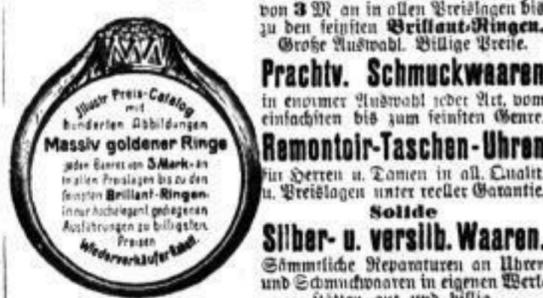 Illustr Preis-Catalog
mit
hunderten Abbildungen
Massiv goldener Ringe
jeden Genres von 3 Mark an
in allen Preislagen bis zu den
feinsten Brillant-Ringen.
in nur hochelegant gediegenen
Ausführungen zu billigsten
Preisen
Wiederverkäufer Rabatt.
von 3 M an in allen Preislagen bis
zu den feinsten Brillant-Ringen.
Große Auswahl. Billige Preise.
Prachtv. Schmuckwaaren
in enormer Auswahl jeder Art, vom
einfachsten bis zum feinsten Genre.
Remontoir-Taschen-Uhren
für Herren u. Damen in all. Qualit.
u. Preislagen unter reeller Garantie.
Solide
Silber- u. versilb. Waaren.
Sämmtliche Reparaturen an Uhren
und Schmuckwaaren in eigenen Werk-
stätten gut und billig